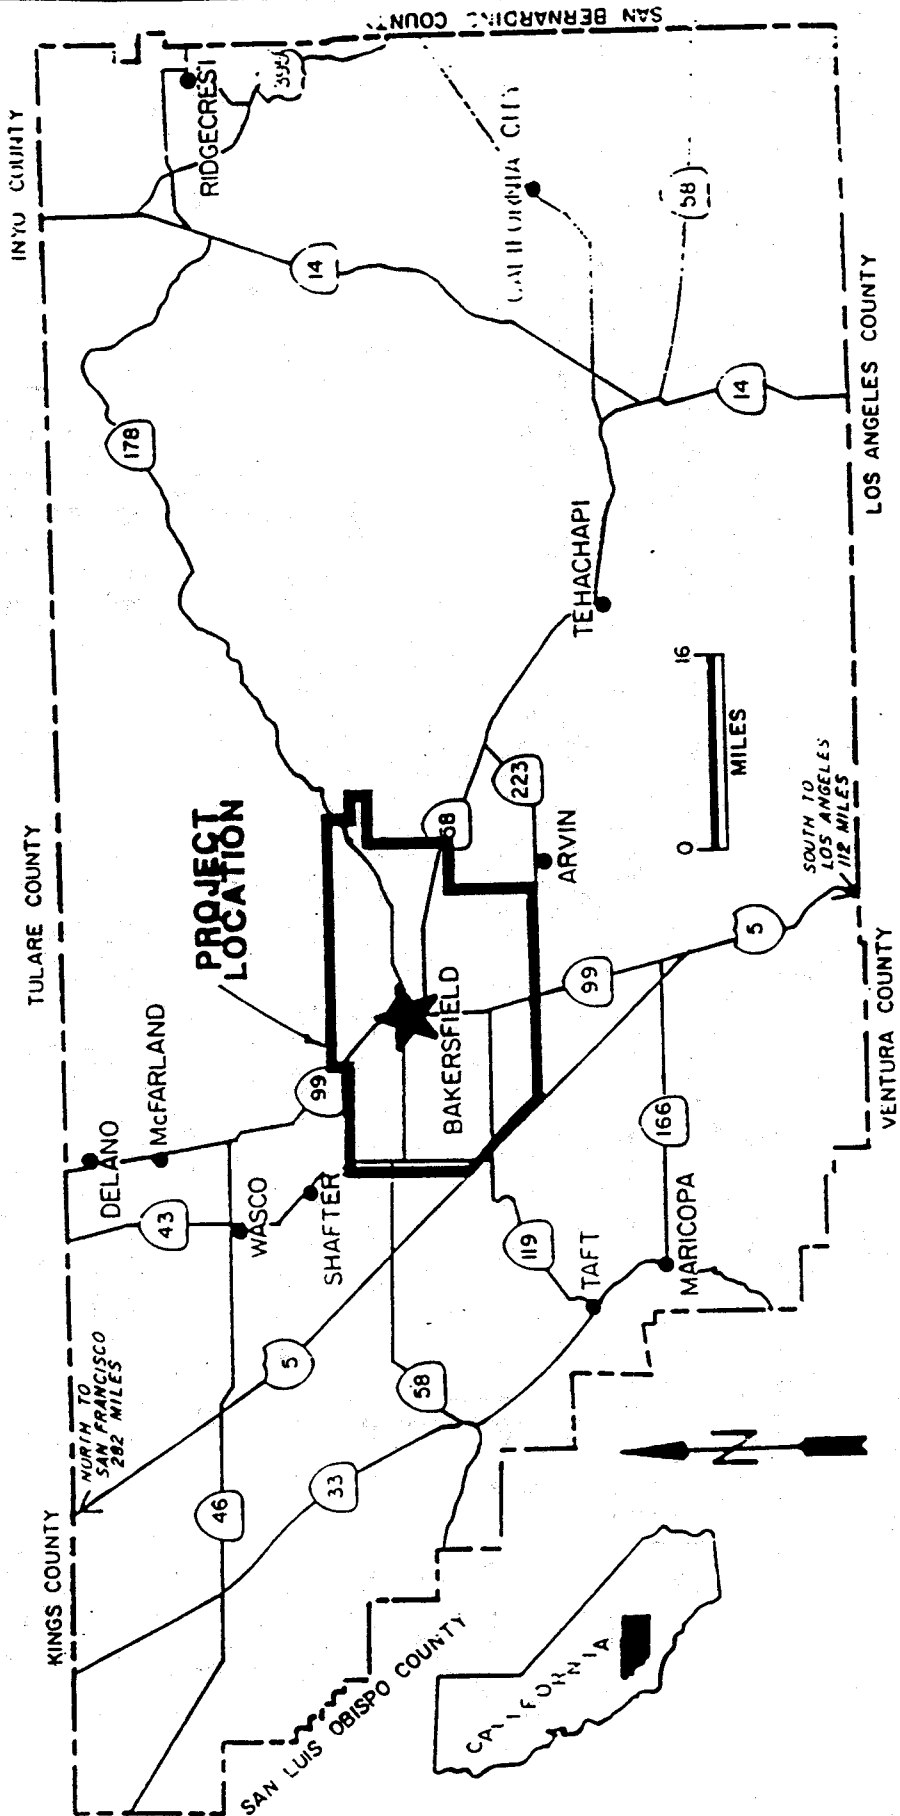 KINGS COUNTY
TULARE COUNTY
INYO COUNTY
NORTH TO
SAN FRANCISCO
282 MILES
DELANO
McFARLAND
43
46
WASCO
SHAFTER
5
33
99
PROJECT
LOCATION
178
RIDGECREST
395
14
SAN BERNARDINO COUNTY
58
BAKERSFIELD
58
223
ARVIN
TEHACHAPI
CALIFORNIA CITY
58
119
TAFT
MARICOPA
166
99
5
14
0
16
MILES
SOUTH TO
LOS ANGELES
112 MILES
SAN LUIS OBISPO COUNTY
CALIFORNIA
N
VENTURA COUNTY
LOS ANGELES COUNTY